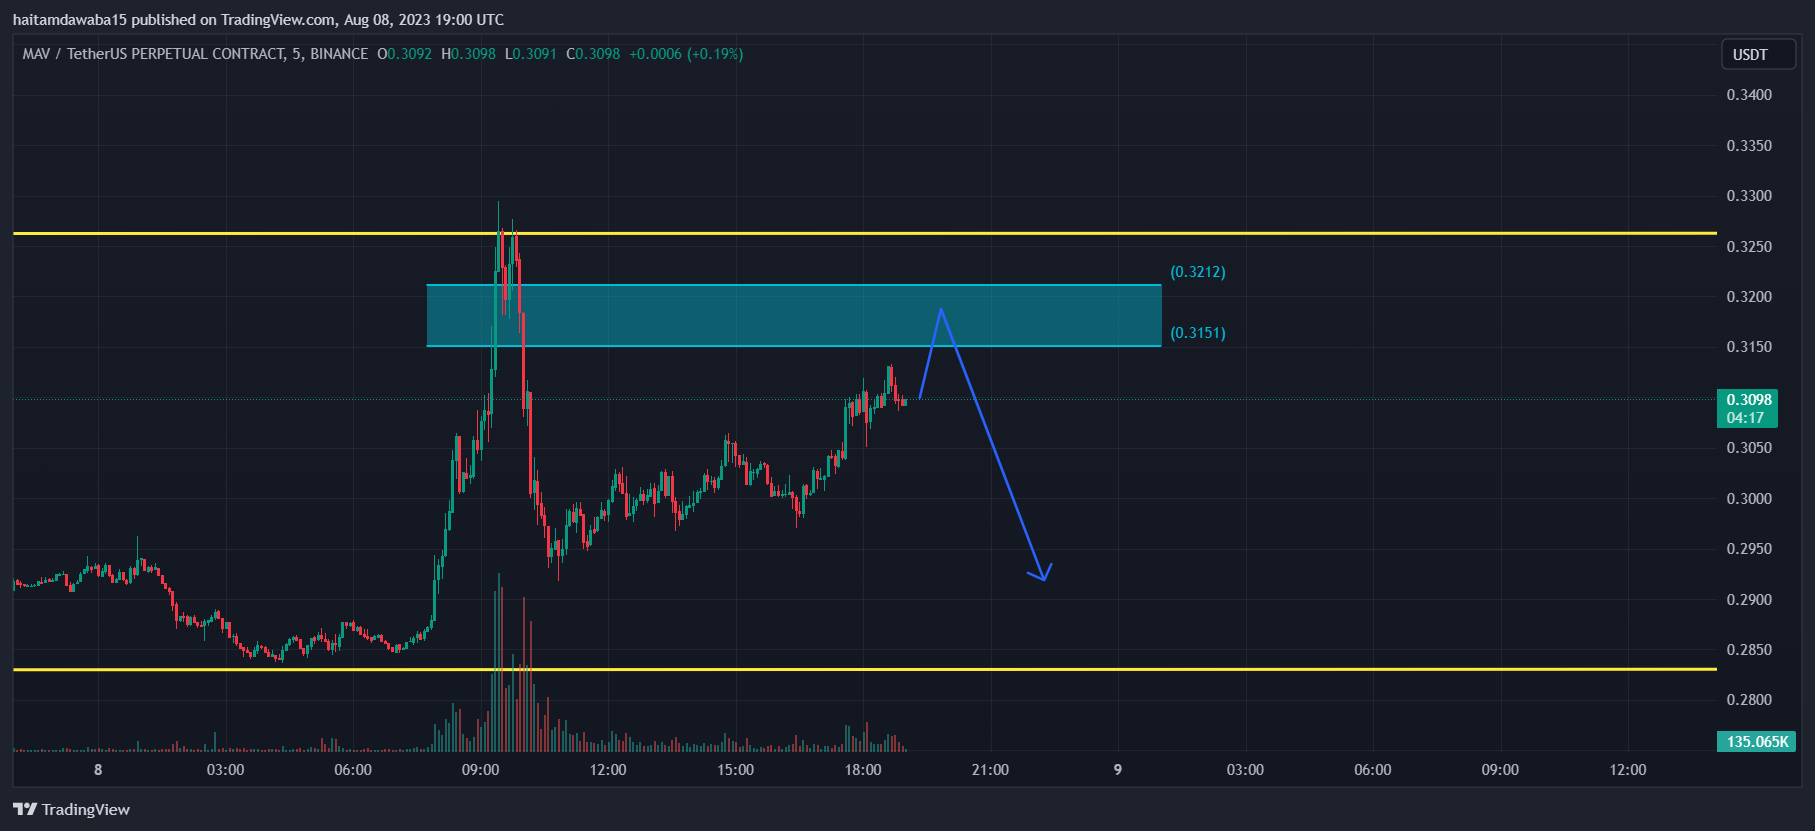 haitamdawaba15 published on TradingView.com, Aug 08, 2023 19:00 UTC
MAV / TetherUS PERPETUAL CONTRACT, 5, BINANCE O0.3092 H0.3098 L0.3091 C0.3098 +0.0006 (+0.19%)
USDT
0.3400
0.3350
0.3300
0.3250
(0.3212)
0.3200
(0.3151)
0.3150
0.3098
04:17
0.3050
0.3000
0.2950
0.2900
0.2850
0.2800
135.065K
8 03:00 06:00 09:00 12:00 15:00 18:00 21:00 9 03:00 06:00 09:00 12:00
TradingView